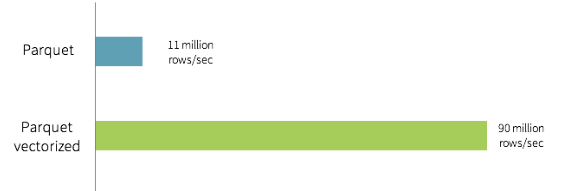 Parquet
11 million
rows/sec
Parquet
vectorized
90 million
rows/sec